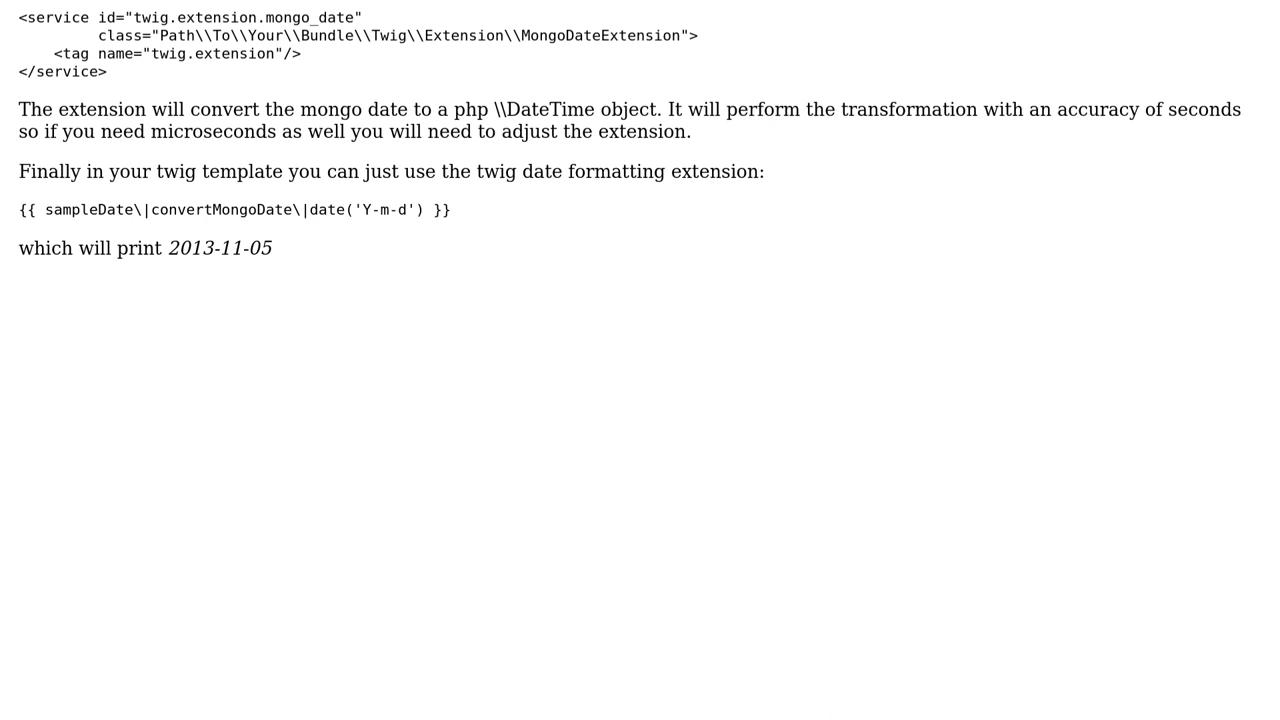 <service id="twig.extension.mongo_date"
         class="Path\\To\\Your\\Bundle\\Twig\\Extension\\MongoDateExtension">
    <tag name="twig.extension"/>
</service>
The extension will convert the mongo date to a php \\DateTime object. It will perform the transformation with an accuracy of seconds
so if you need microseconds as well you will need to adjust the extension.
Finally in your twig template you can just use the twig date formatting extension:
{{ sampleDate\|convertMongoDate\|date('Y-m-d') }}
which will print 2013-11-05